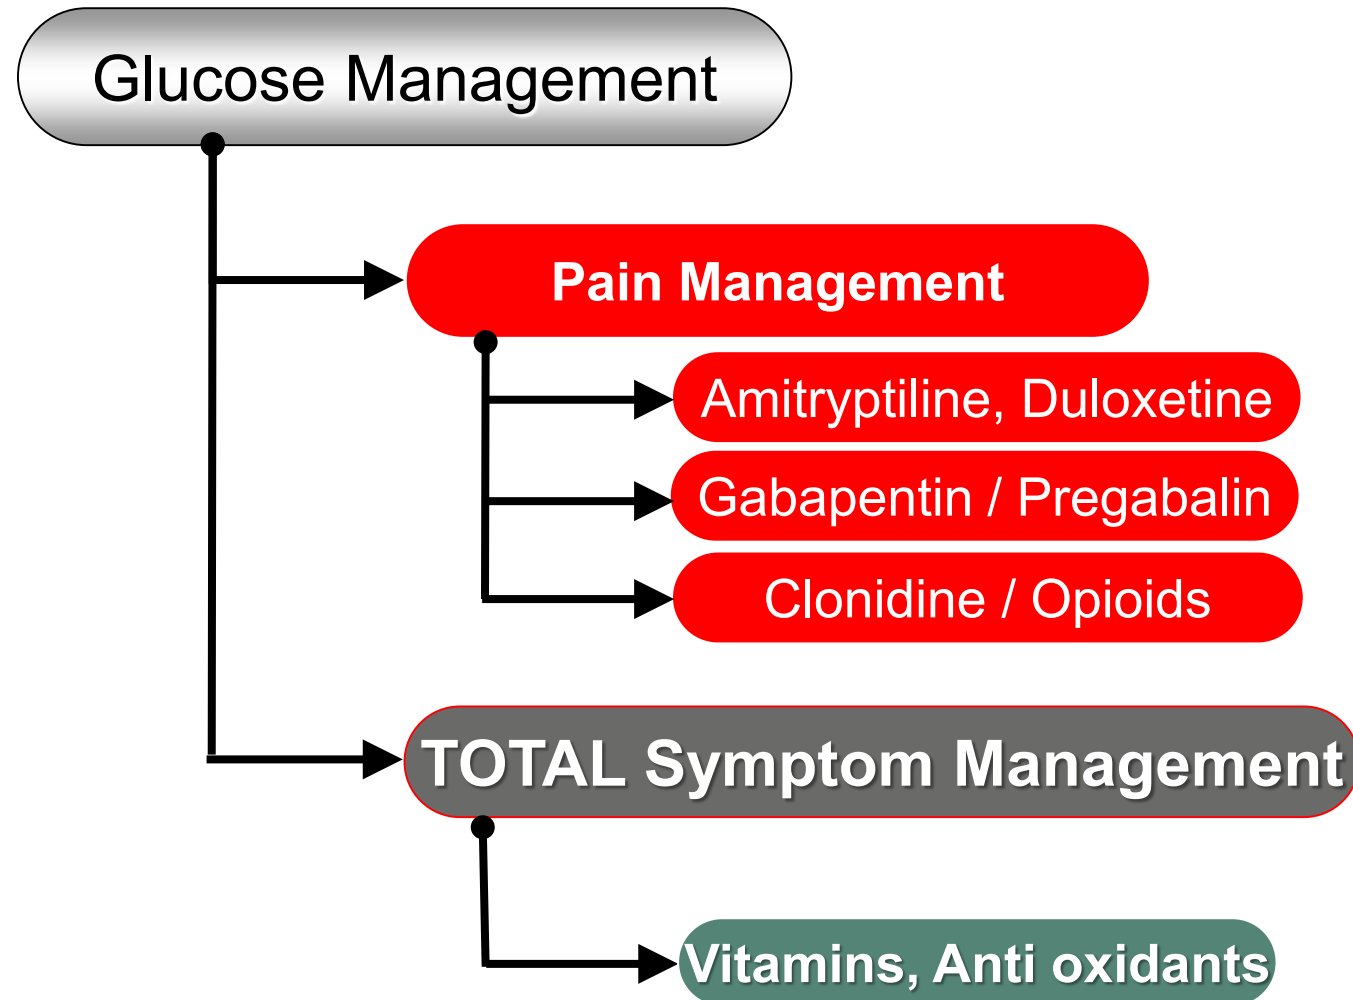 Glucose Management
Pain Management
Amitryptiline, Duloxetine
Gabapentin / Pregabalin
Clonidine / Opioids
TOTAL Symptom Management
Vitamins, Anti oxidants